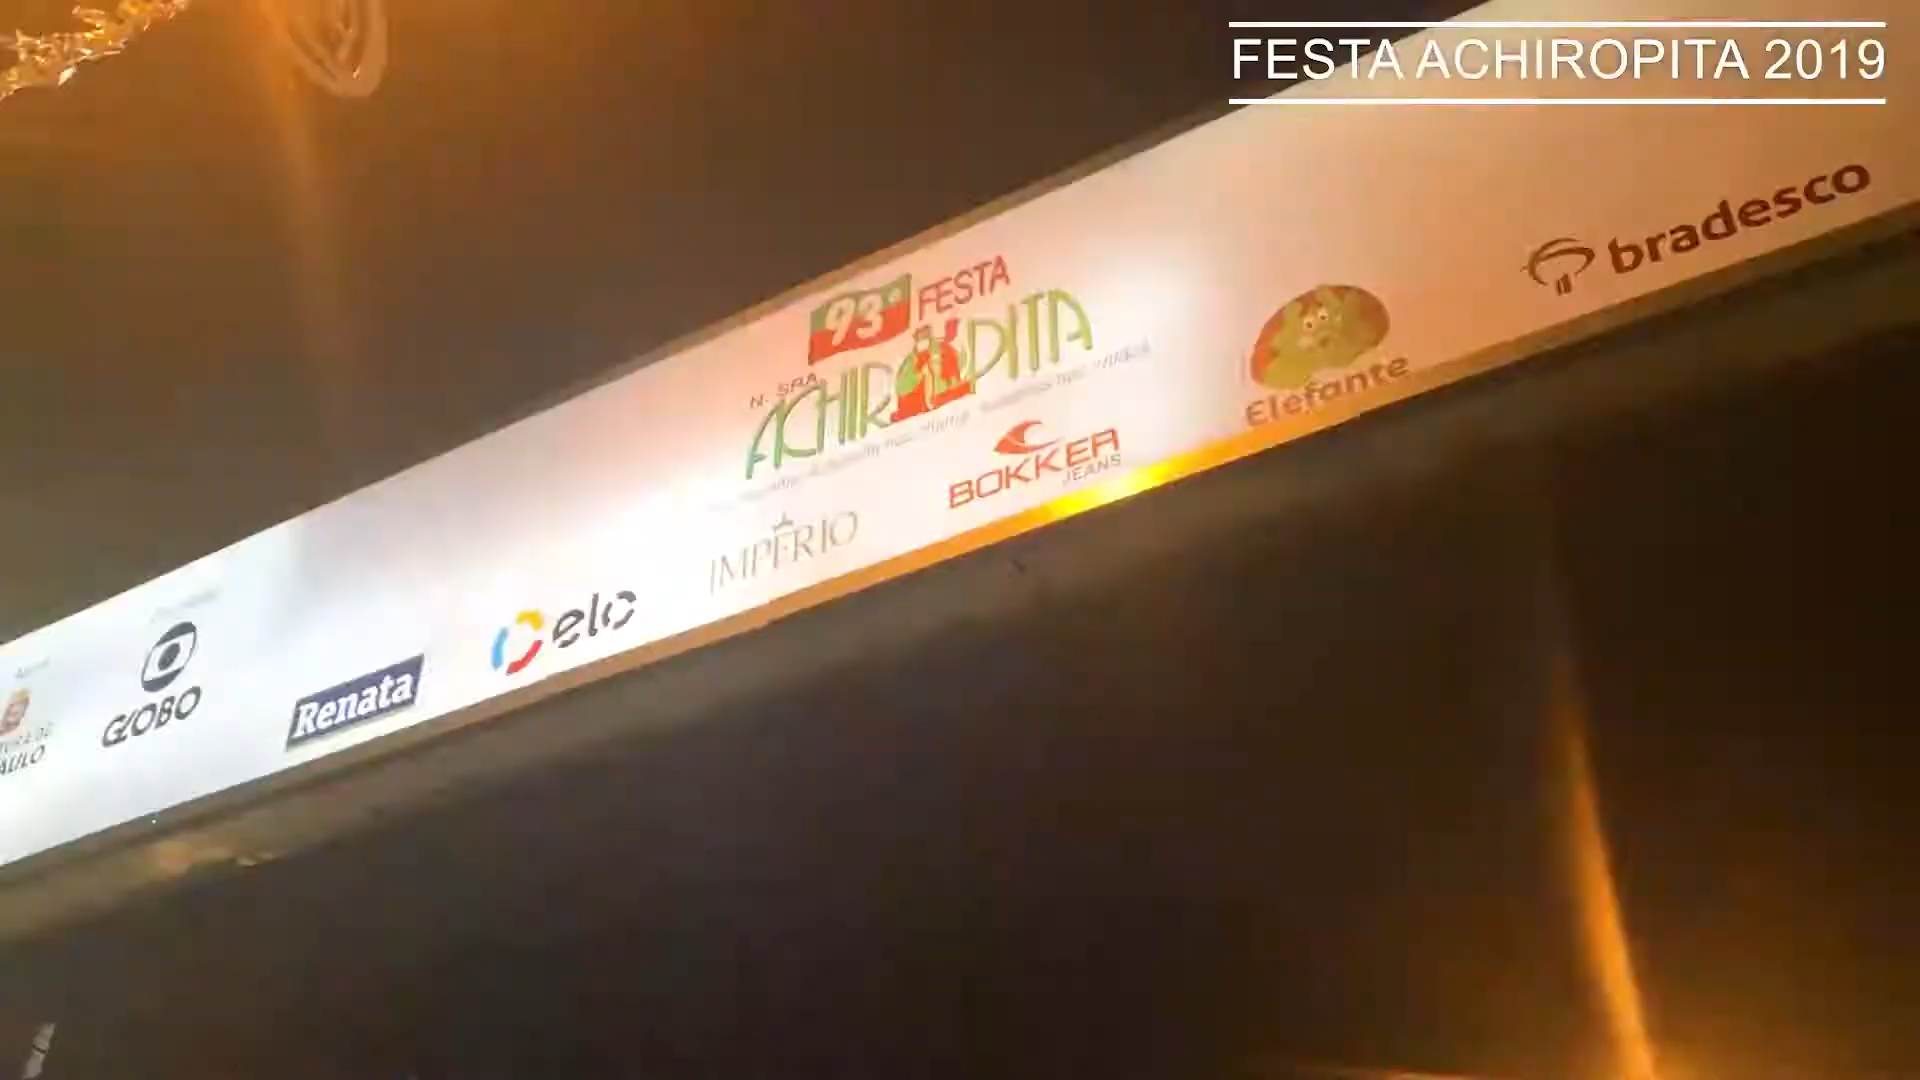 FESTA ACHIROPITA 2019
bradesco
93ª FESTA
N. SRA.
ACHIROPITA
Elefante
BOKKER
JEANS
IMPÉRIO
elo
Renata
GLOBO